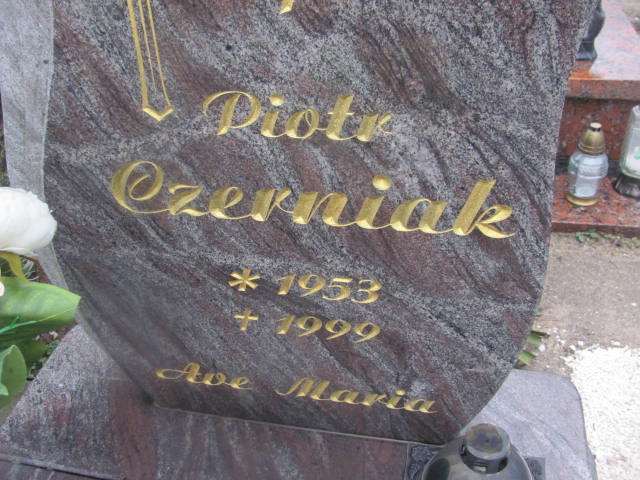 Piotr
Czerniak
* 1953
+ 1999
Ave Maria